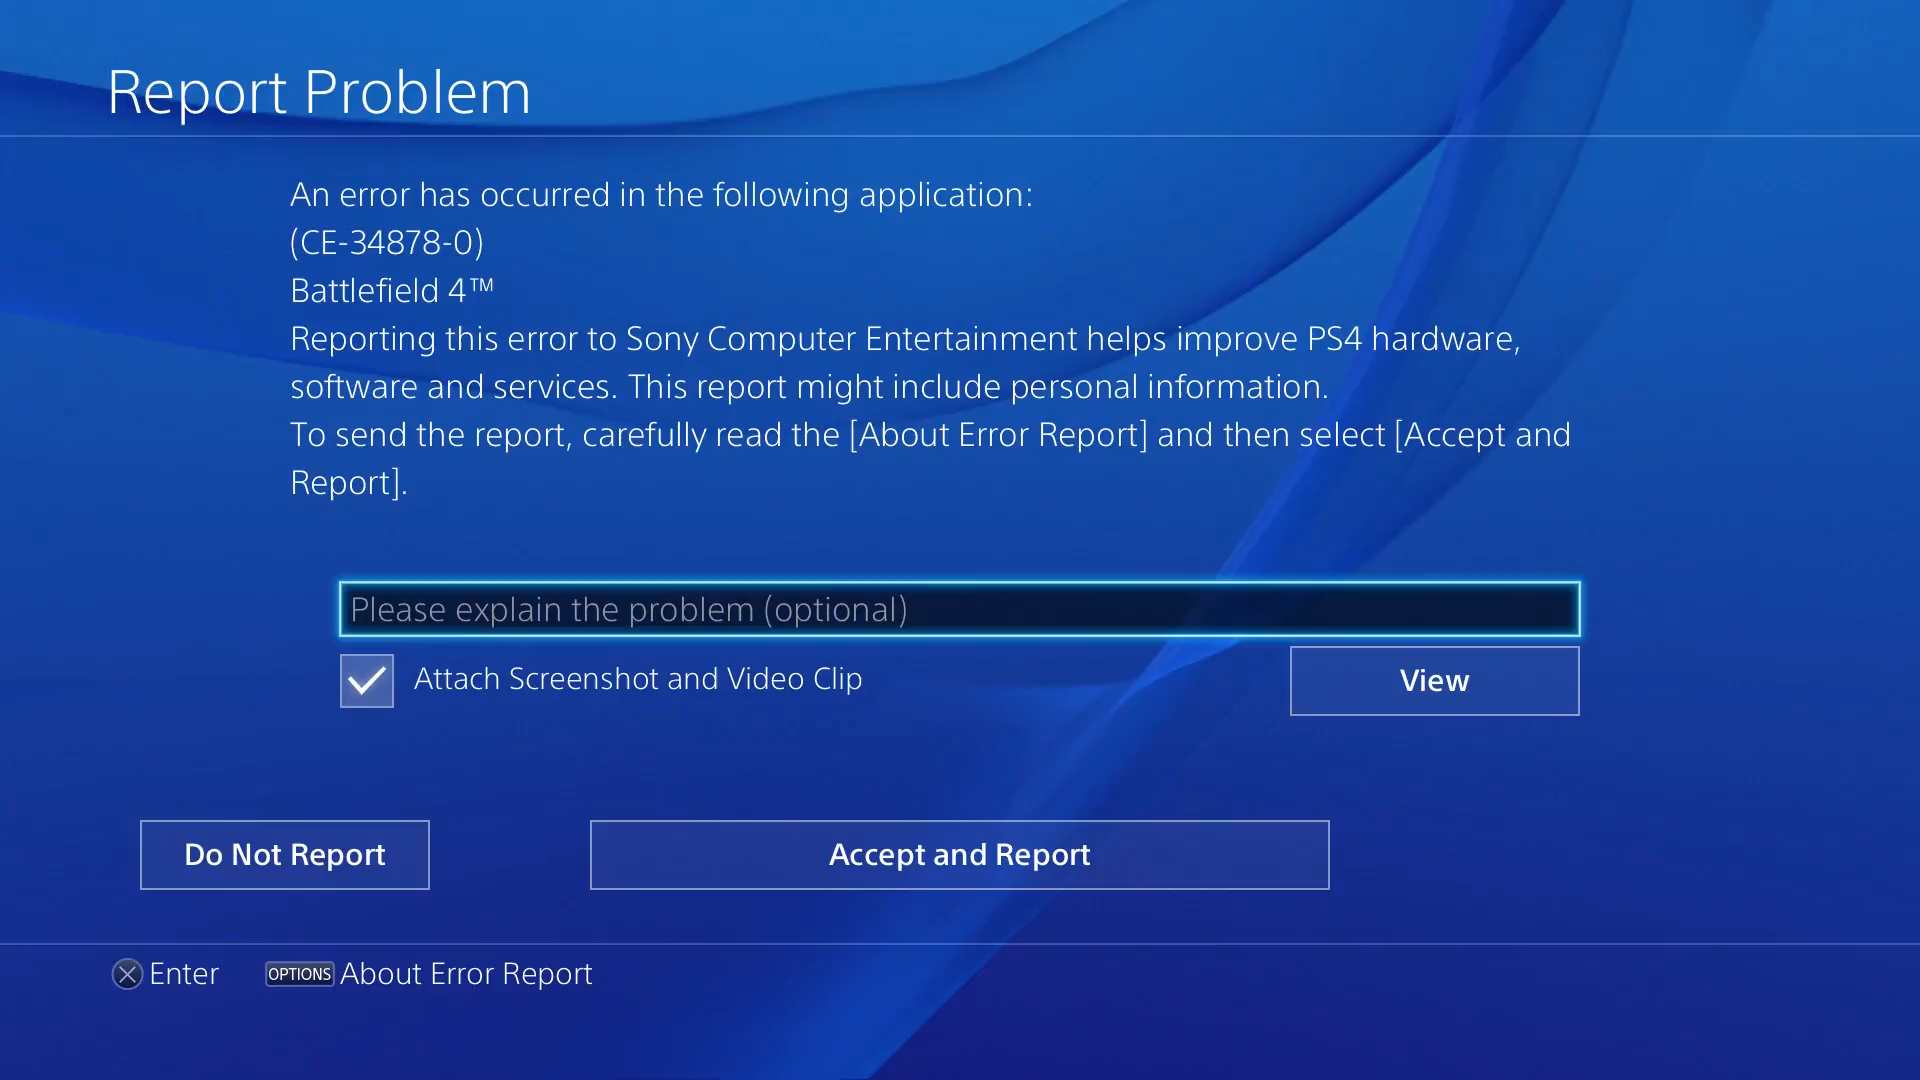 Report Problem
An error has occurred in the following application:
(CE-34878-0)
Battlefield 4™
Reporting this error to Sony Computer Entertainment helps improve PS4 hardware,
software and services. This report might include personal information.
To send the report, carefully read the [About Error Report] and then select [Accept and
Report].
Please explain the problem (optional)
Attach Screenshot and Video Clip
View
Do Not Report
Accept and Report
Enter
OPTIONS About Error Report